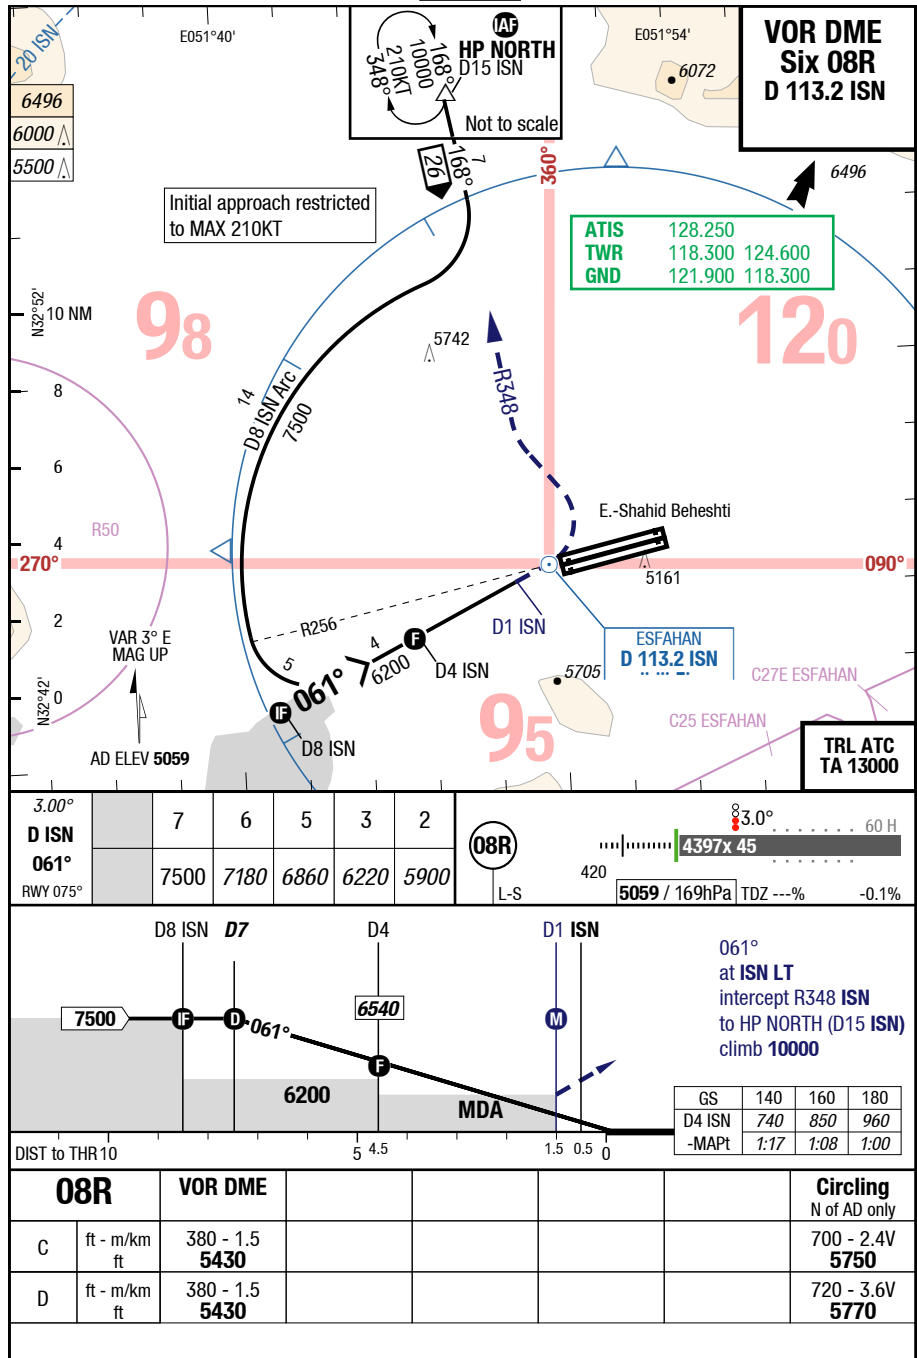 E051°40'
IAF
HP NORTH
D15 ISN
168°
10000
210KT
348°
Not to scale
E051°54'
6072
VOR DME
Six 08R
D 113.2 ISN
20 ISN
6496
6000
5500
7
168°
26
360°
6496
Initial approach restricted
to MAX 210KT
ATIS 128.250
TWR 118.300 124.600
GND 121.900 118.300
N32°52'
10 NM
98
120
5742
R348
8
14
D8 ISN Arc
7500
6
R50
4
E.-Shahid Beheshti
270°
090°
5161
2
R256
D1 ISN
VAR 3° E
MAG UP
4
6200
F
D4 ISN
ESFAHAN
D 113.2 ISN
5
061°
5705
C27E ESFAHAN
N32°42'
0
IF
D8 ISN
95
C25 ESFAHAN
AD ELEV 5059
TRL ATC
TA 13000
3.00°
D ISN
061°
RWY 075°
7 6 5 3 2
7500 7180 6860 6220 5900
08R
L-S
3.0°
60 H
4397x 45
420
5059 / 169hPa TDZ ---% -0.1%
D8 ISN D7 D4 D1 ISN
7500
IF
D
061°
6540
F
M
6200
MDA
061°
at ISN LT
intercept R348 ISN
to HP NORTH (D15 ISN)
climb 10000
GS 140 160 180
D4 ISN 740 850 960
-MAPt 1:17 1:08 1:00
DIST to THR 10 5 4.5 1.5 0.5 0
08R VOR DME Circling
N of AD only
C ft - m/km 380 - 1.5 700 - 2.4V
ft 5430 5750
D ft - m/km 380 - 1.5 720 - 3.6V
ft 5430 5770